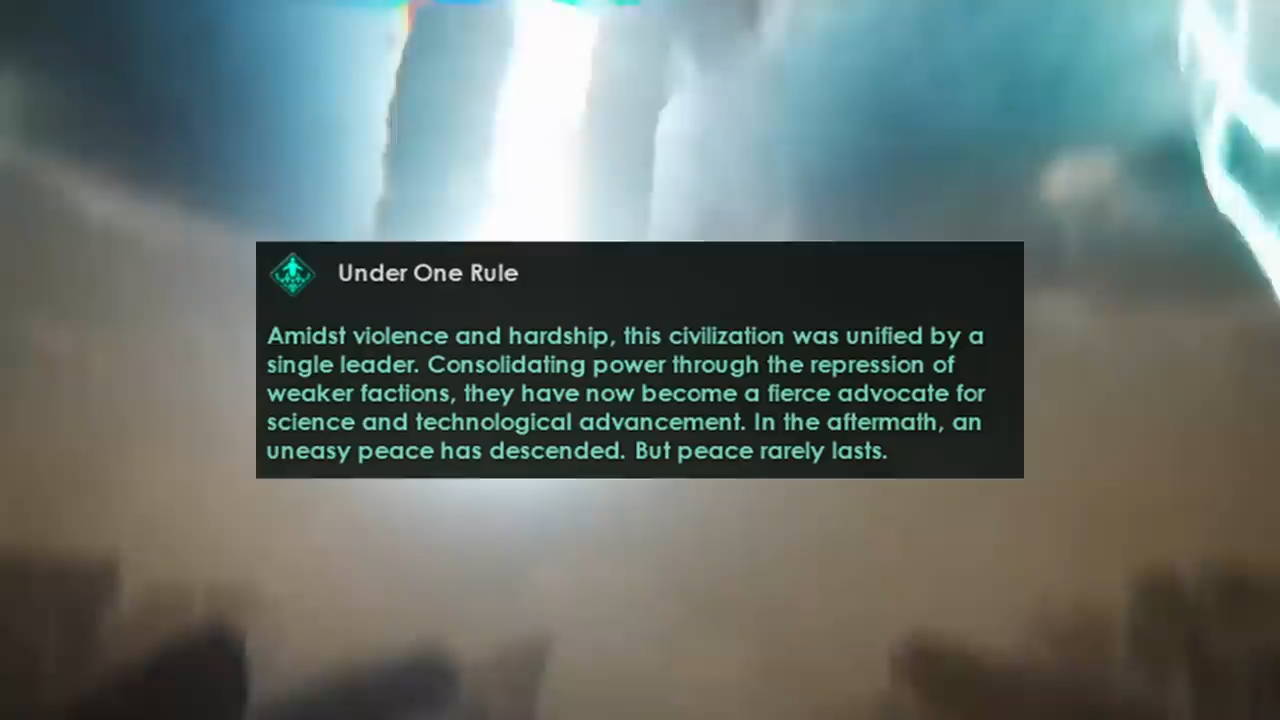 Under One Rule
Amidst violence and hardship, this civilization was unified by a
single leader. Consolidating power through the repression of
weaker factions, they have now become a fierce advocate for
science and technological advancement. In the aftermath, an
uneasy peace has descended. But peace rarely lasts.